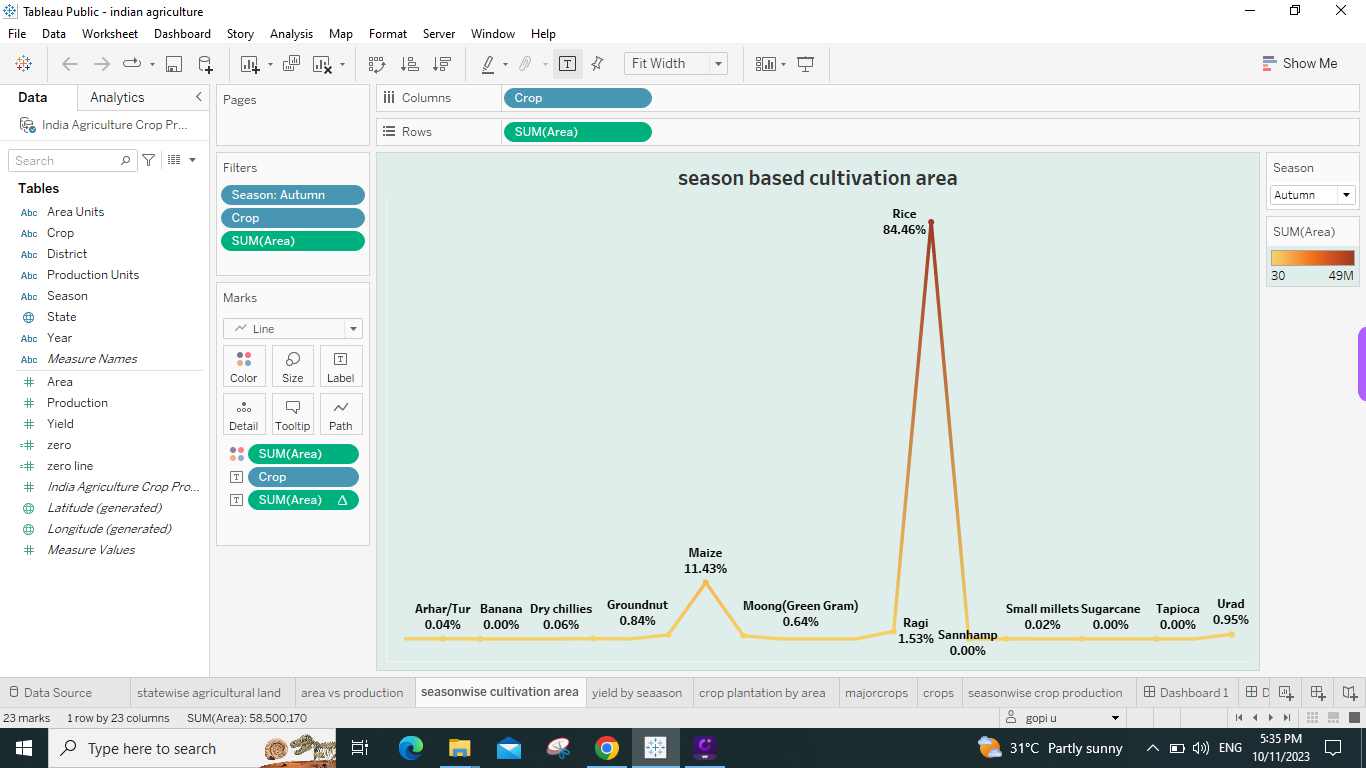 Tableau Public - indian agriculture
File Data Worksheet Dashboard Story Analysis Map Format Server Window Help
Fit Width
Show Me
Data Analytics
India Agriculture Crop Pr...
Search
Tables
Abc Area Units
Abc Crop
Abc District
Abc Production Units
Abc Season
State
Abc Year
Abc Measure Names
# Area
# Production
# Yield
=# zero
=# zero line
# India Agriculture Crop Pro...
Latitude (generated)
Longitude (generated)
# Measure Values
Pages
Filters
Season: Autumn
Crop
SUM(Area)
Marks
Line
Color Size Label
Detail Tooltip Path
SUM(Area)
Crop
SUM(Area) Δ
Columns Crop
Rows SUM(Area)
season based cultivation area
Rice
84.46%
Maize
11.43%
Arhar/Tur
0.04%
Banana
0.00%
Dry chillies
0.06%
Groundnut
0.84%
Moong(Green Gram)
0.64%
Ragi
1.53%
Sannhamp
0.00%
Small millets
0.02%
Sugarcane
0.00%
Tapioca
0.00%
Urad
0.95%
Season
Autumn
SUM(Area)
30 49M
Data Source statewise agricultural land area vs production seasonwise cultivation area yield by seaason crop plantation by area majorcrops crops seasonwise crop production Dashboard 1 D
23 marks 1 row by 23 columns SUM(Area): 58,500,170 gopi u
Type here to search 31°C Partly sunny ENG
5:35 PM
10/11/2023